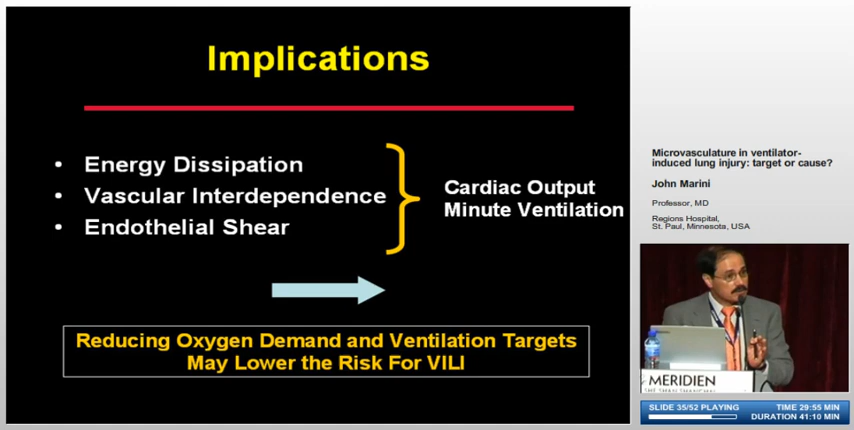 Implications
• Energy Dissipation
• Vascular Interdependence
• Endothelial Shear
Cardiac Output
Minute Ventilation
Reducing Oxygen Demand and Ventilation Targets
May Lower the Risk For VILI
Microvasculature in ventilator-
induced lung injury: target or cause?
John Marini
Professor, MD
Regions Hospital,
St. Paul, Minnesota, USA
MERIDIEN
SLIDE 35/52 PLAYING
TIME 29:55 MIN
DURATION 41:10 MIN